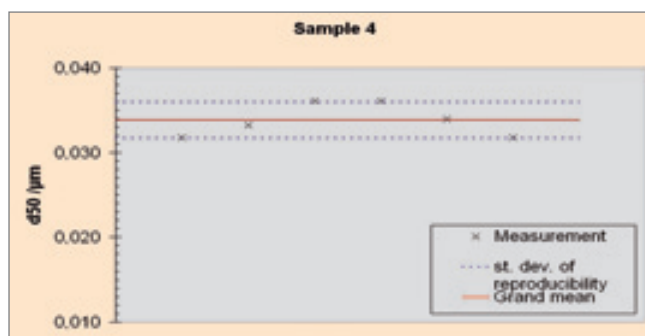 Sample 4
0.040
0.030
0.020
0.010
d50 /µm
Measurement
st. dev. of
reproducibility
Grand mean